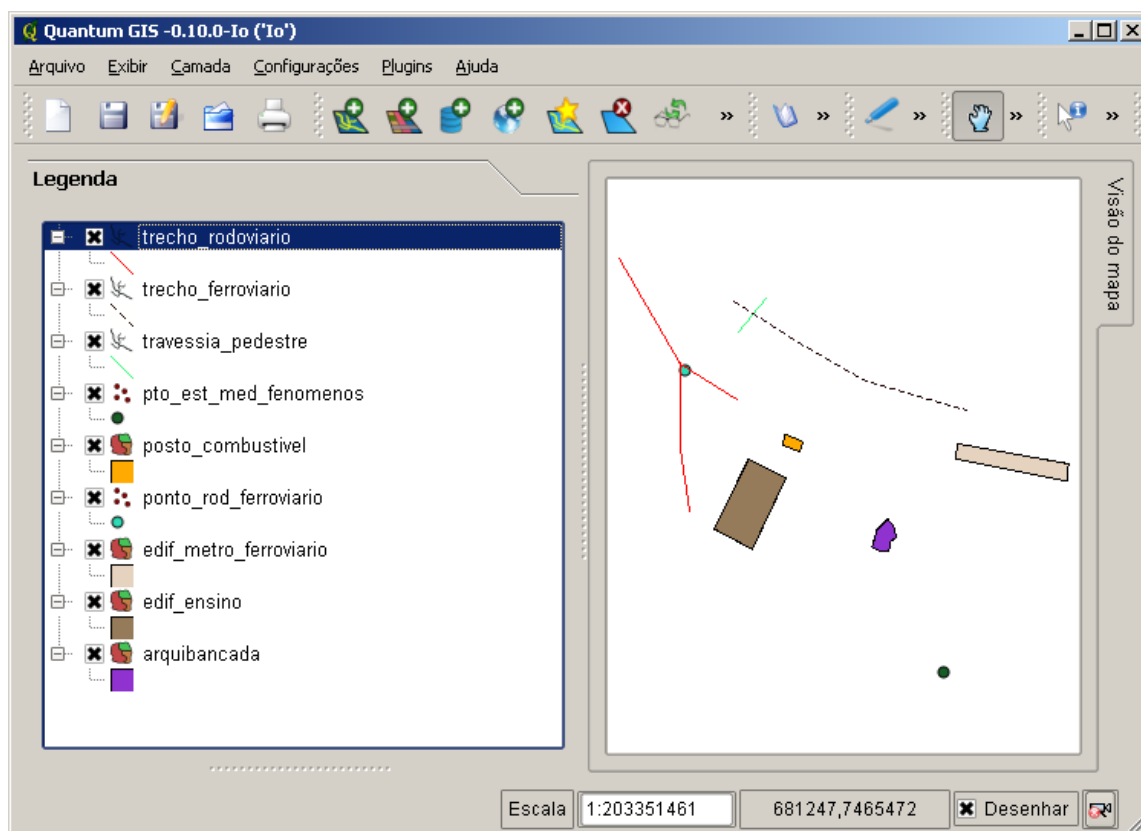 Quantum GIS -0.10.0-Io ('Io')
Arquivo Exibir Camada Configurações Plugins Ajuda
Legenda
trecho_rodoviario
trecho_ferroviario
travessia_pedestre
pto_est_med_fenomenos
posto_combustivel
ponto_rod_ferroviario
edif_metro_ferroviario
edif_ensino
arquibancada
Visão do mapa
Escala 1:203351461 681247,7465472 Desenhar